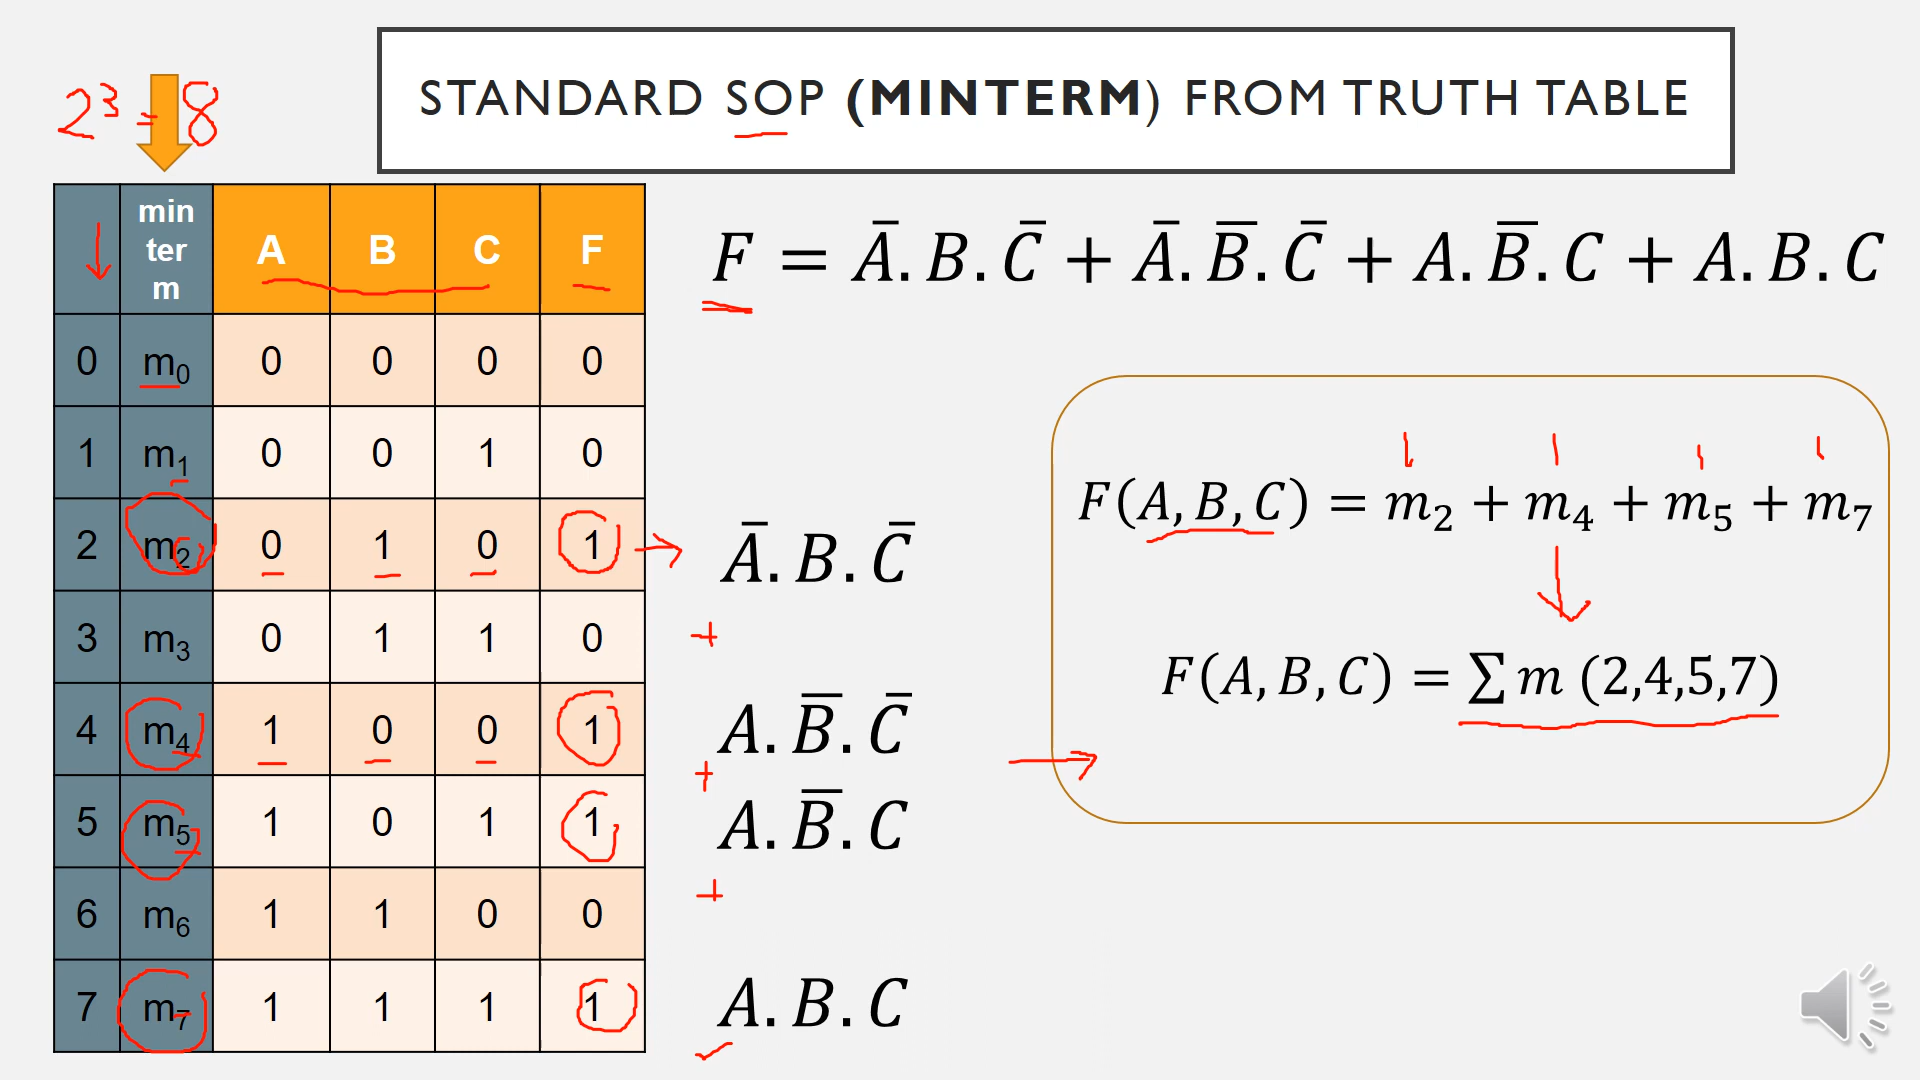 2³ = 8
STANDARD SOP (MINTERM) FROM TRUTH TABLE
min ter m A B C F
0 m₀ 0 0 0 0
1 m₁ 0 0 1 0
2 m₂ 0 1 0 1
3 m₃ 0 1 1 0
4 m₄ 1 0 0 1
5 m₅ 1 0 1 1
6 m₆ 1 1 0 0
7 m₇ 1 1 1 1
F = A̅.B.C̅ + A̅.B̅.C̅ + A.B̅.C + A.B.C
A̅.B.C̅
+
A.B̅.C̅
+
A.B̅.C
+
A.B.C
F(A,B,C) = m₂ + m₄ + m₅ + m₇
F(A,B,C) = ∑ m (2,4,5,7)